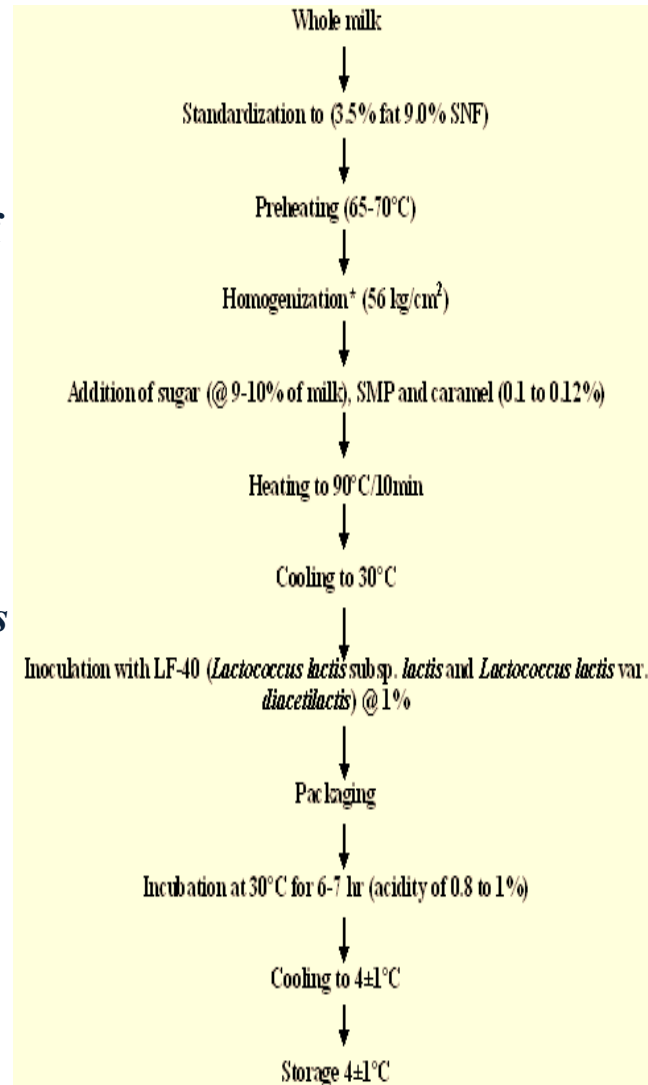 Whole milk
Standardization to (3.5% fat 9.0% SNF)
Preheating (65-70°C)
Homogenization* (56 kg/cm²)
Addition of sugar (@ 9-10% of milk), SMP and caramel (0.1 to 0.12%)
Heating to 90°C/10min
Cooling to 30°C
s
Inoculation with LF-40 (Lactococcus lactis subsp. lactis and Lactococcus lactis var.
diacetilactis) @ 1%
Packaging
Incubation at 30°C for 6-7 hr (acidity of 0.8 to 1%)
Cooling to 4±1°C
Storage 4±1°C